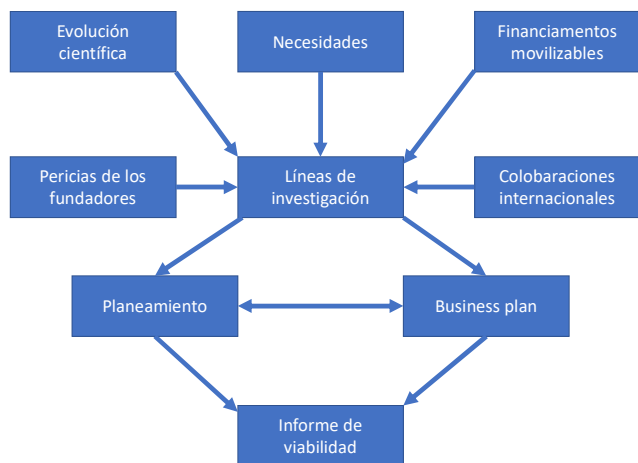 Evolución
científica
Necesidades
Financiamentos
movilizables
Pericias de los
fundadores
Líneas de
investigación
Colobaraciones
internacionales
Planeamiento
Business plan
Informe de
viabilidad